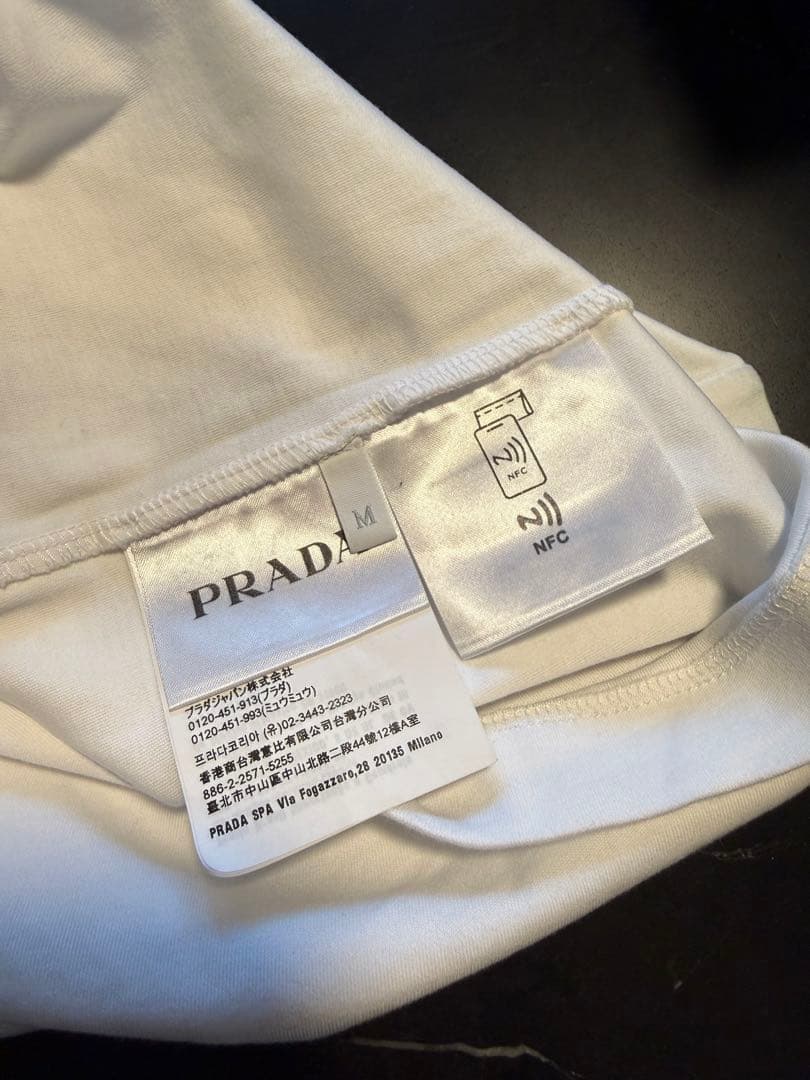 NFC
NFC
M
PRADA
プラダジャパン株式会社
0120-451-913(プラダ)
0120-451-993(ミュウミュウ)
프라다코리아 (유)02-3443-2323
香港商台灣惠比有限公司台灣分公司
886-2-2571-5255
臺北市中山區中山北路二段44號12樓A室
PRADA SPA Via Fogazzaro,28 20135 Milano